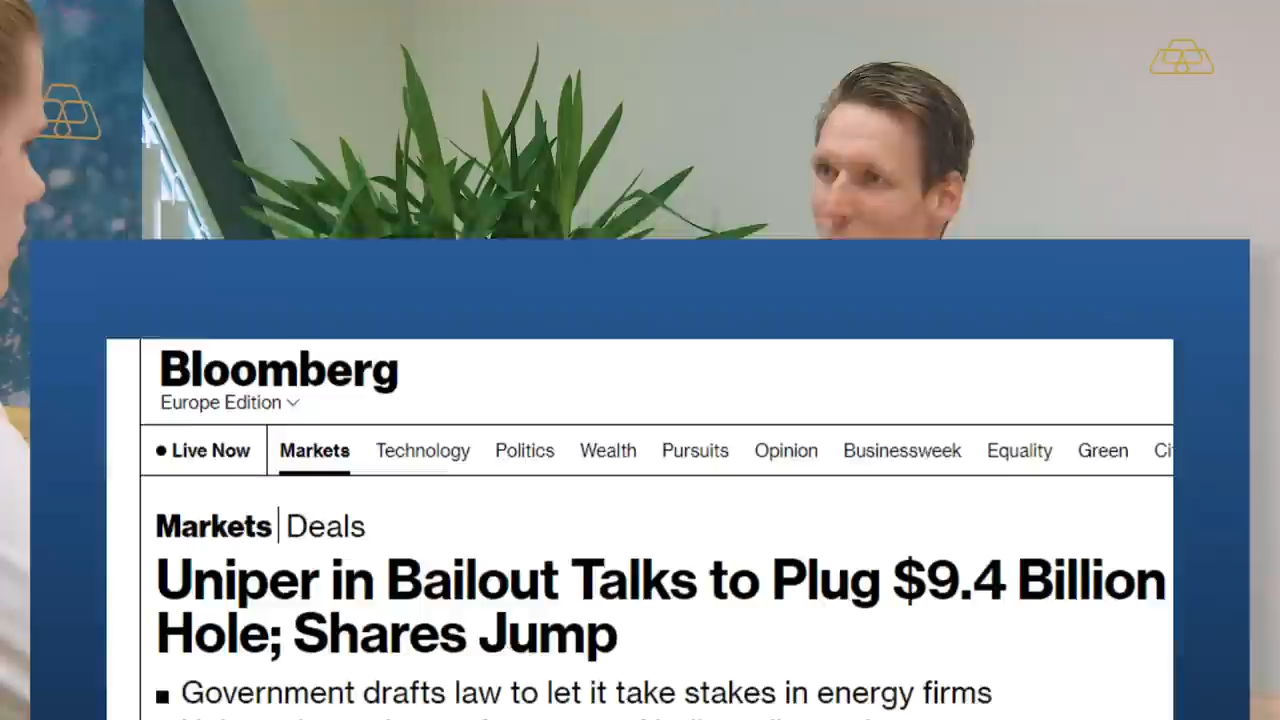 Bloomberg
Europe Edition
Live Now Markets Technology Politics Wealth Pursuits Opinion Businessweek Equality Green
Markets Deals
Uniper in Bailout Talks to Plug $9.4 Billion
Hole; Shares Jump
Government drafts law to let it take stakes in energy firms